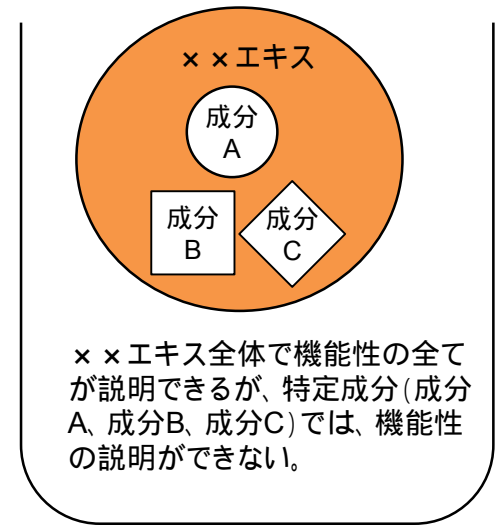 ××エキス
成分
A
成分
B
成分
C
××エキス全体で機能性の全て
が説明できるが、特定成分(成分
A、成分B、成分C)では、機能性
の説明ができない。